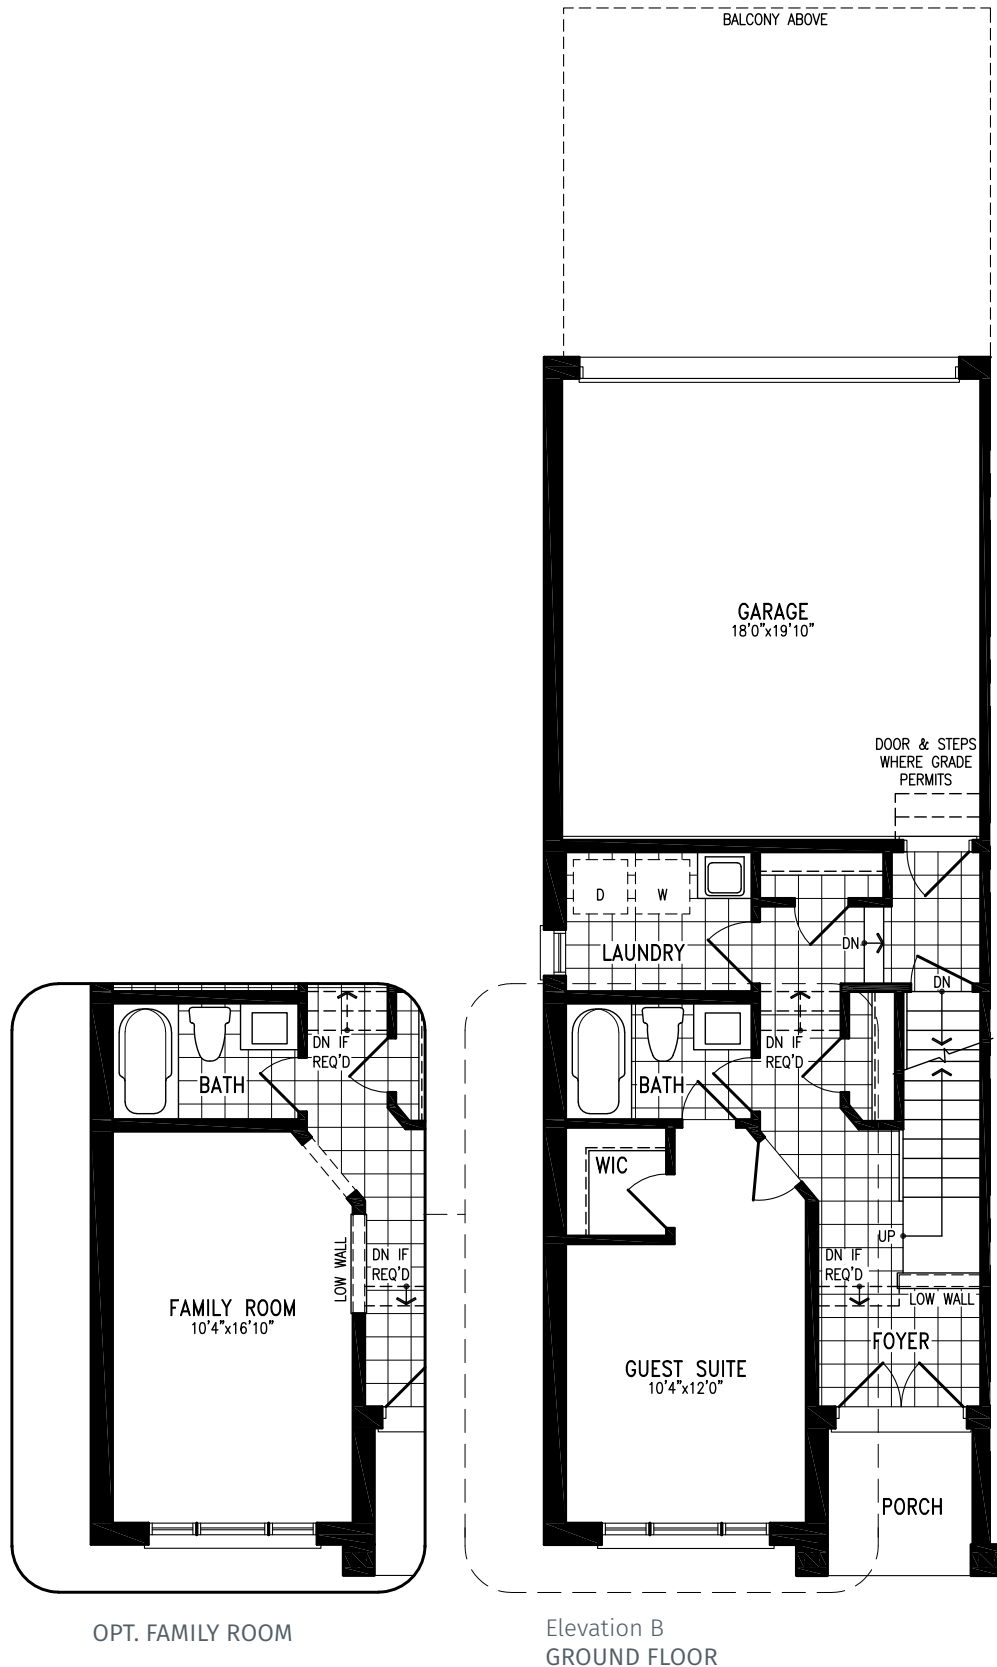 BALCONY ABOVE
GARAGE
18'0"x19'10"
DOOR & STEPS
WHERE GRADE
PERMITS
D
W
LAUNDRY
DN
DN
DN IF
REQ'D
BATH
WIC
UP
DN IF
REQ'D
LOW WALL
FOYER
GUEST SUITE
10'4"x12'0"
PORCH
DN IF
REQ'D
BATH
LOW WALL
DN IF
REQ'D
FAMILY ROOM
10'4"x16'10"
OPT. FAMILY ROOM
Elevation B
GROUND FLOOR